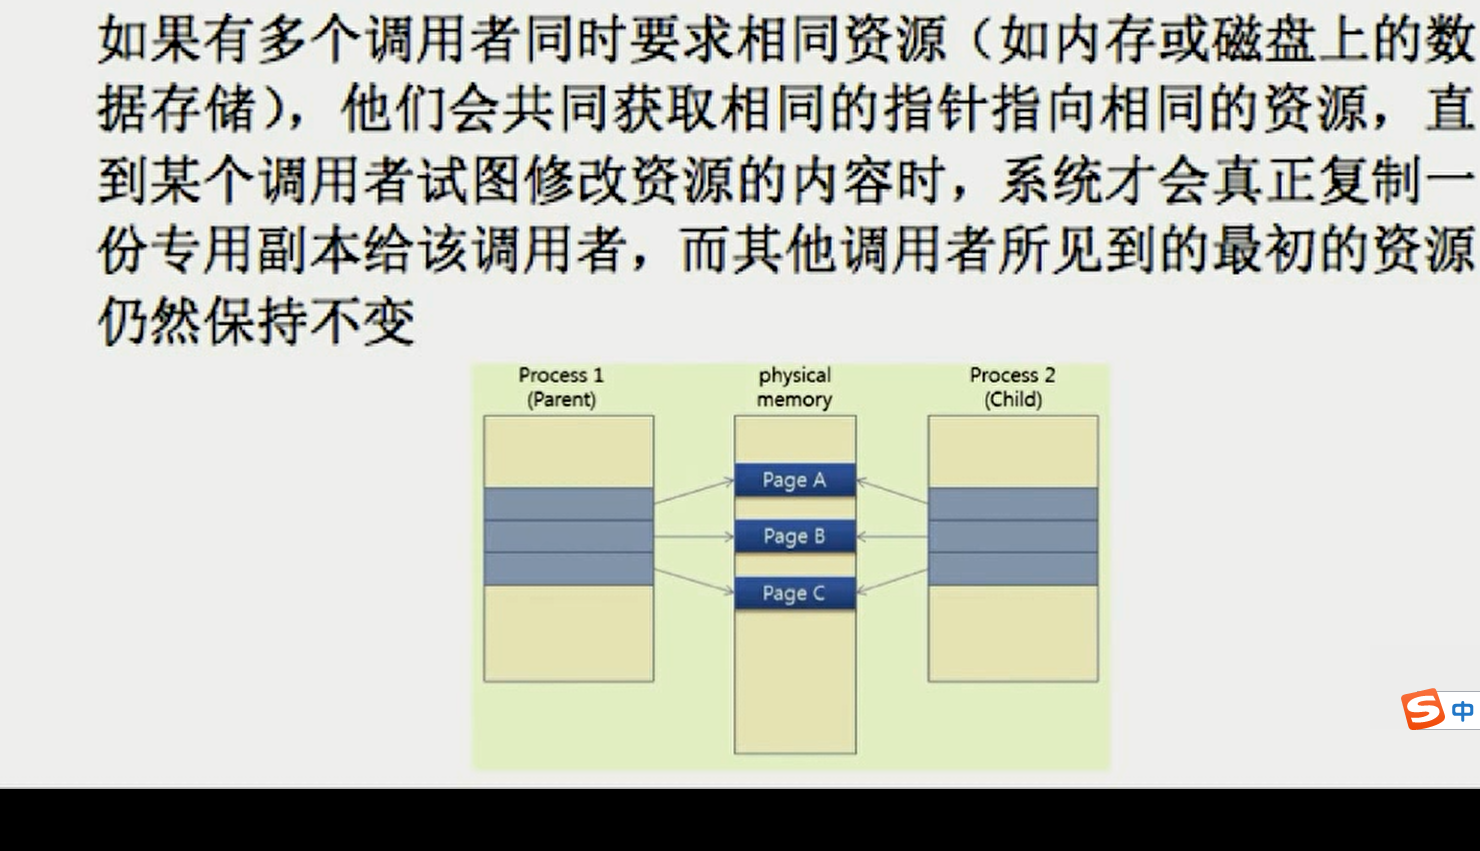 如果有多个调用者同时要求相同资源（如内存或磁盘上的数
据存储），他们会共同获取相同的指针指向相同的资源，直
到某个调用者试图修改资源的内容时，系统才会真正复制一
份专用副本给该调用者，而其他调用者所见到的最初的资源
仍然保持不变
Process 1
(Parent)
physical
memory
Process 2
(Child)
Page A
Page B
Page C
S 中